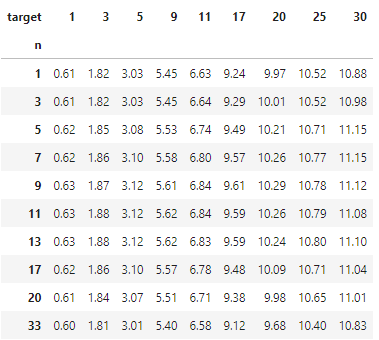 target 1 3 5 9 11 17 20 25 30
n
1 0.61 1.82 3.03 5.45 6.63 9.24 9.97 10.52 10.88
3 0.61 1.82 3.03 5.45 6.64 9.29 10.01 10.52 10.98
5 0.62 1.85 3.08 5.53 6.74 9.49 10.21 10.71 11.15
7 0.62 1.86 3.10 5.58 6.80 9.57 10.26 10.77 11.15
9 0.63 1.87 3.12 5.61 6.84 9.61 10.29 10.78 11.12
11 0.63 1.88 3.12 5.62 6.84 9.59 10.26 10.79 11.08
13 0.63 1.88 3.12 5.62 6.83 9.59 10.24 10.80 11.10
17 0.62 1.86 3.10 5.57 6.78 9.48 10.09 10.71 11.04
20 0.61 1.84 3.07 5.51 6.71 9.38 9.98 10.65 11.01
33 0.60 1.81 3.01 5.40 6.58 9.12 9.68 10.40 10.83